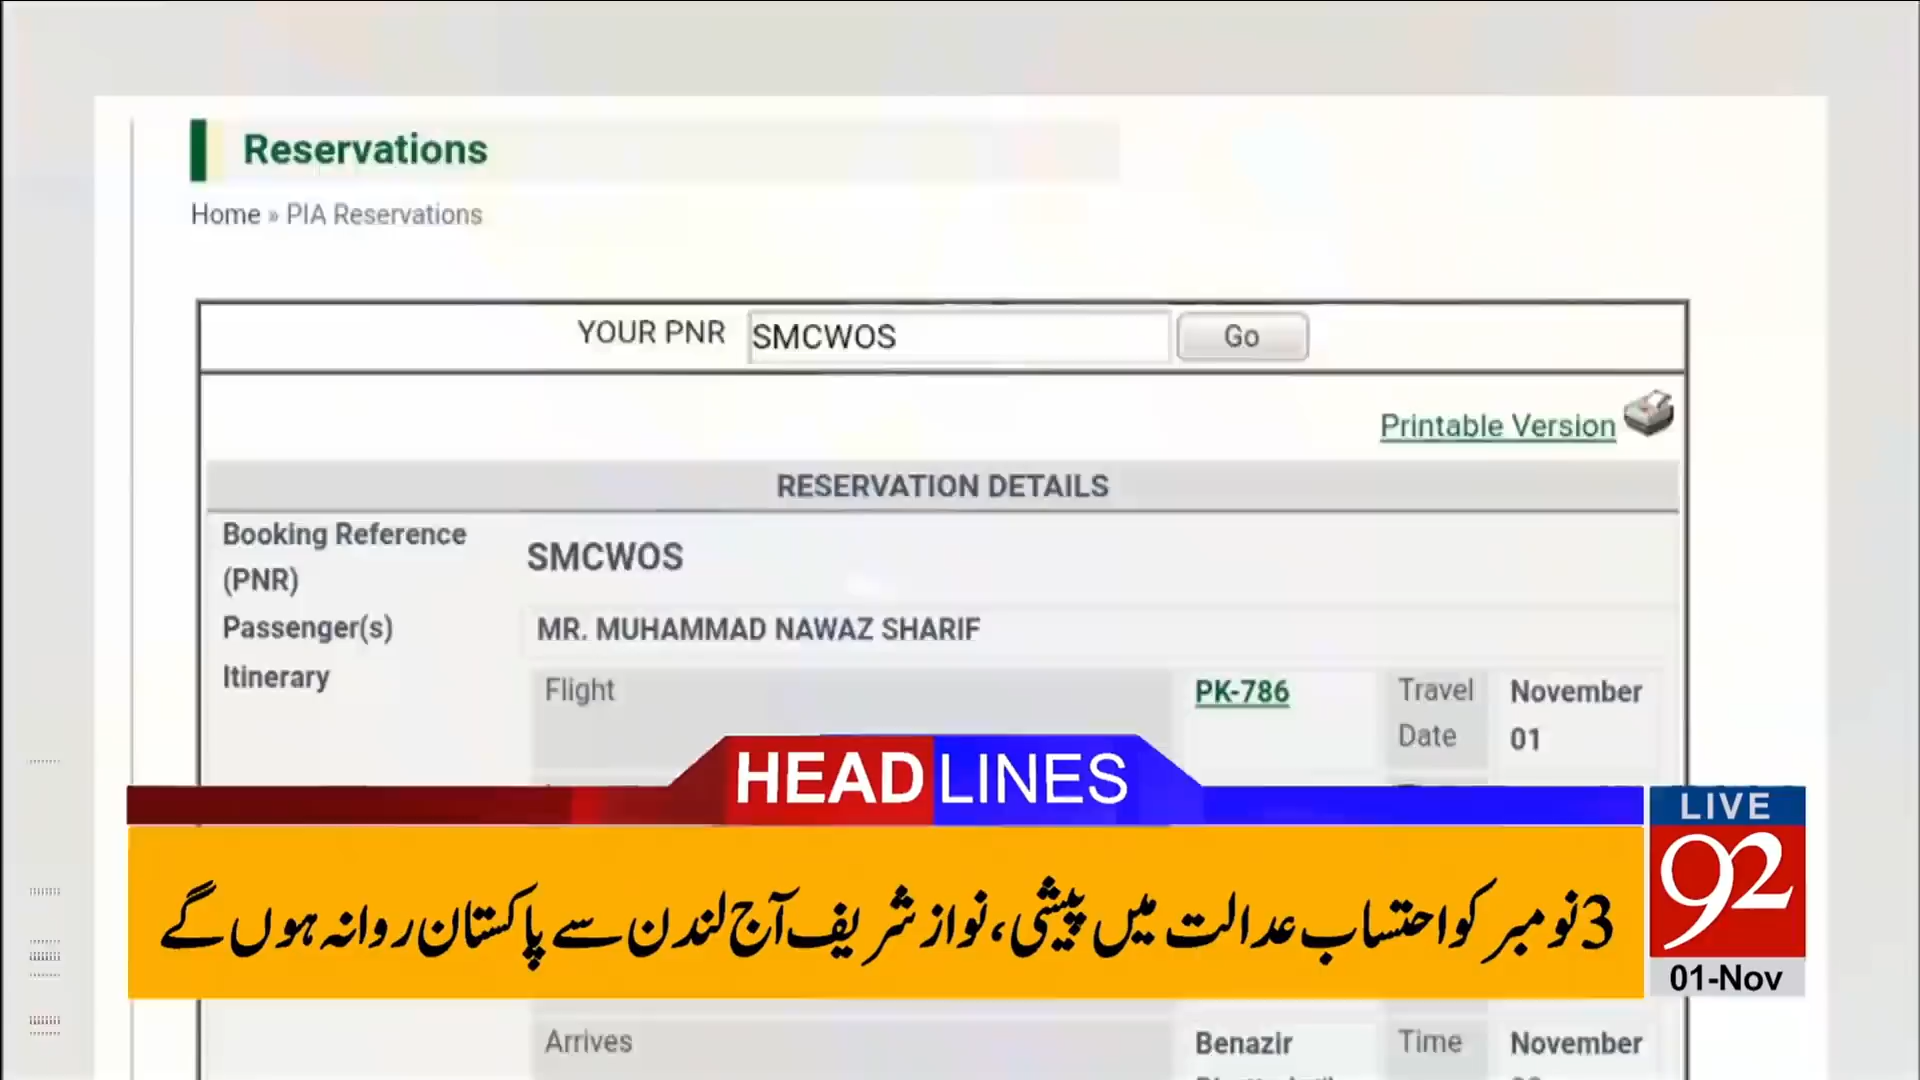 Reservations
Home » PIA Reservations
YOUR PNR SMCWOS Go
Printable Version
RESERVATION DETAILS
Booking Reference (PNR) SMCWOS
Passenger(s) MR. MUHAMMAD NAWAZ SHARIF
Itinerary Flight PK-786 Travel Date November 01
HEADLINES
3 نومبر کو احتساب عدالت میں پیشی، نواز شریف آج لندن سے پاکستان روانہ ہوں گے
LIVE
92
01-Nov
Arrives Benazir Time November